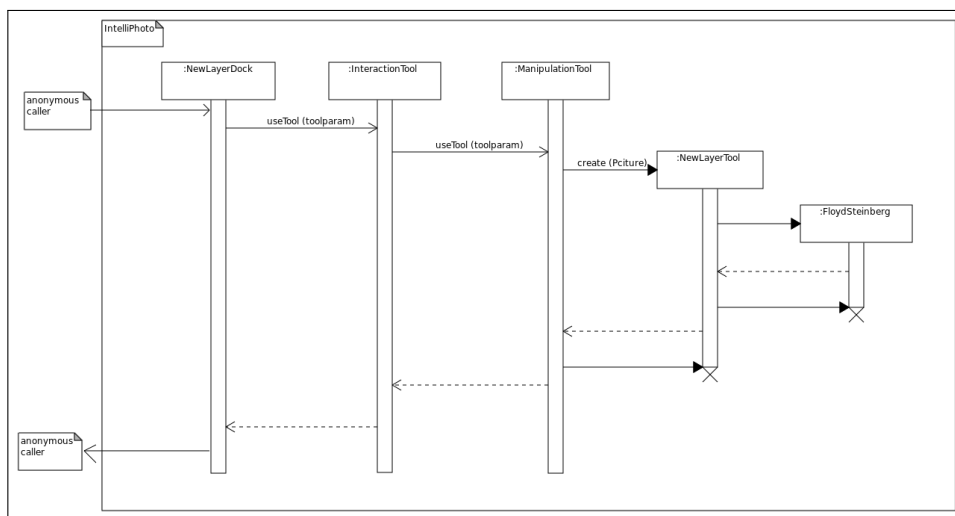 IntelliPhoto
:NewLayerDock
:InteractionTool
:ManipulationTool
anonymous
caller
useTool (toolparam)
useTool (toolparam)
create (Pciture)
:NewLayerTool
:FloydSteinberg
anonymous
caller